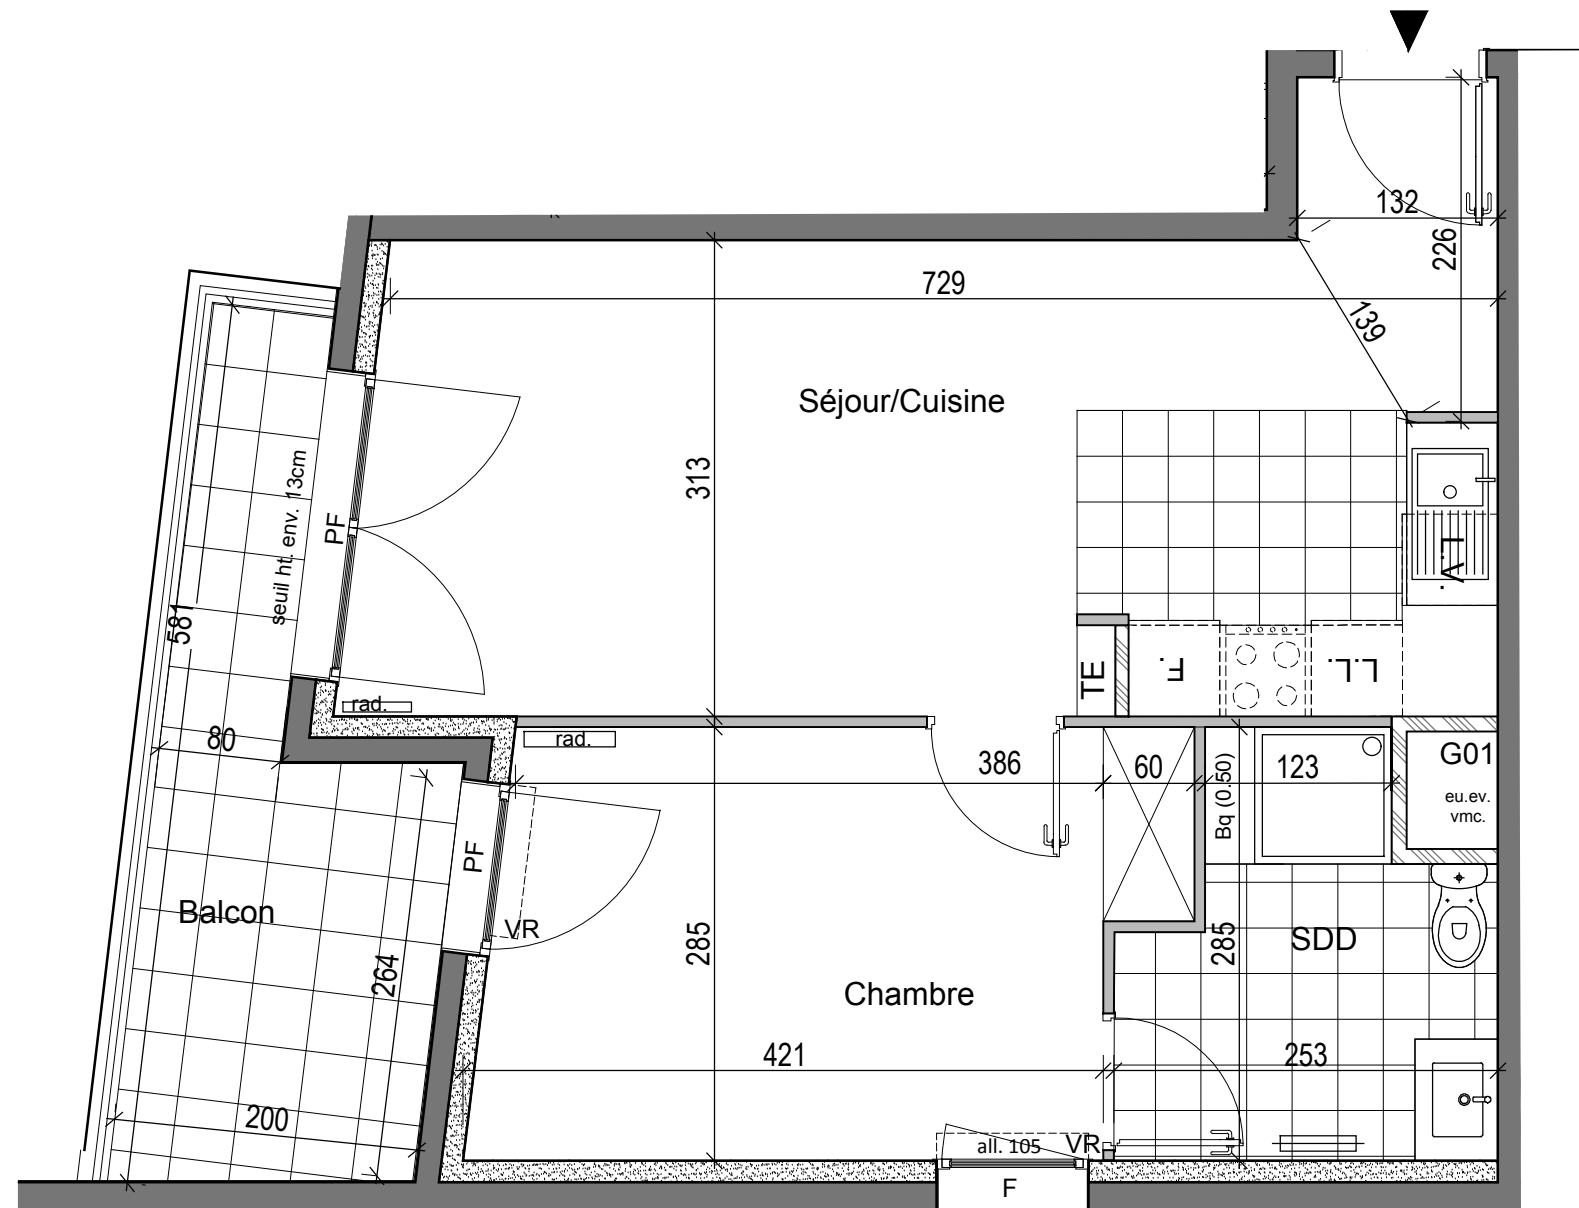 132
226
729
139
Séjour/Cuisine
313
seuil ht. env. 13cm
PF
L.V.
581
TE
F.
L.L.
rad.
rad.
80
386
60
Bq (0.50)
123
G01
eu.ev.
vmc.
PF
VR
Balcon
264
285
285
SDD
Chambre
421
253
200
all. 105
VR
F